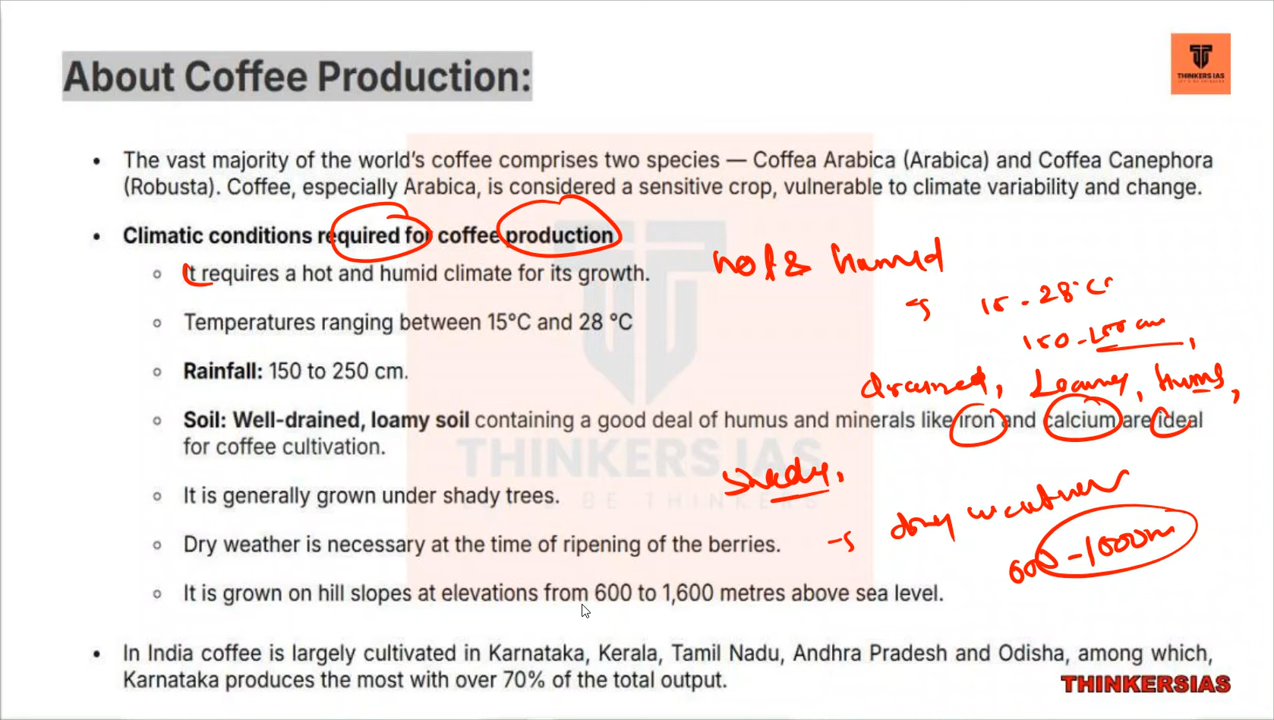 About Coffee Production:
THINKERS IAS
• The vast majority of the world's coffee comprises two species — Coffea Arabica (Arabica) and Coffea Canephora
(Robusta). Coffee, especially Arabica, is considered a sensitive crop, vulnerable to climate variability and change.
• Climatic conditions required for coffee production
○ It requires a hot and humid climate for its growth.
hot & humid
○ Temperatures ranging between 15°C and 28 °C
15 - 28°C
○ Rainfall: 150 to 250 cm.
drained, Loamy, humus,
○ Soil: Well-drained, loamy soil containing a good deal of humus and minerals like iron and calcium are ideal
for coffee cultivation.
THINKERS IAS
LET'S BE THINKERS
○ It is generally grown under shady trees.
shady,
○ Dry weather is necessary at the time of ripening of the berries.
dry weather
○ It is grown on hill slopes at elevations from 600 to 1,600 metres above sea level.
• In India coffee is largely cultivated in Karnataka, Kerala, Tamil Nadu, Andhra Pradesh and Odisha, among which,
Karnataka produces the most with over 70% of the total output.
THINKERSIAS